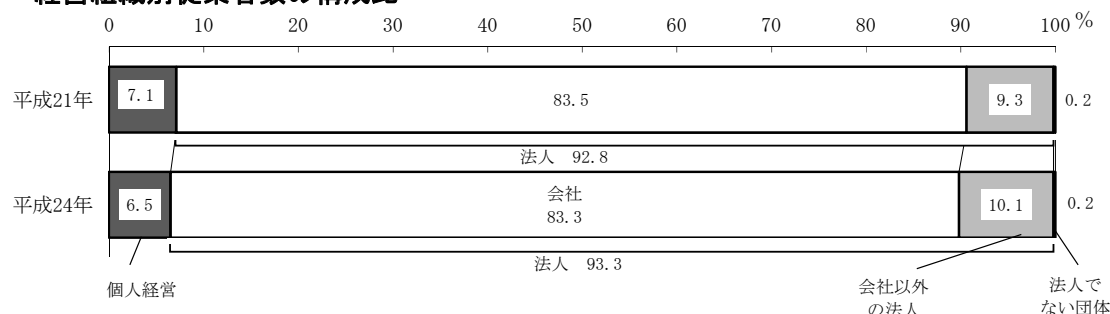 経営組織別従業者数の構成比
0 10 20 30 40 50 60 70 80 90 100 %
平成21年 7.1 83.5 9.3 0.2
法人 92.8
平成24年 6.5 会社 83.3 10.1 0.2
法人 93.3
個人経営
会社以外の法人
法人でない団体